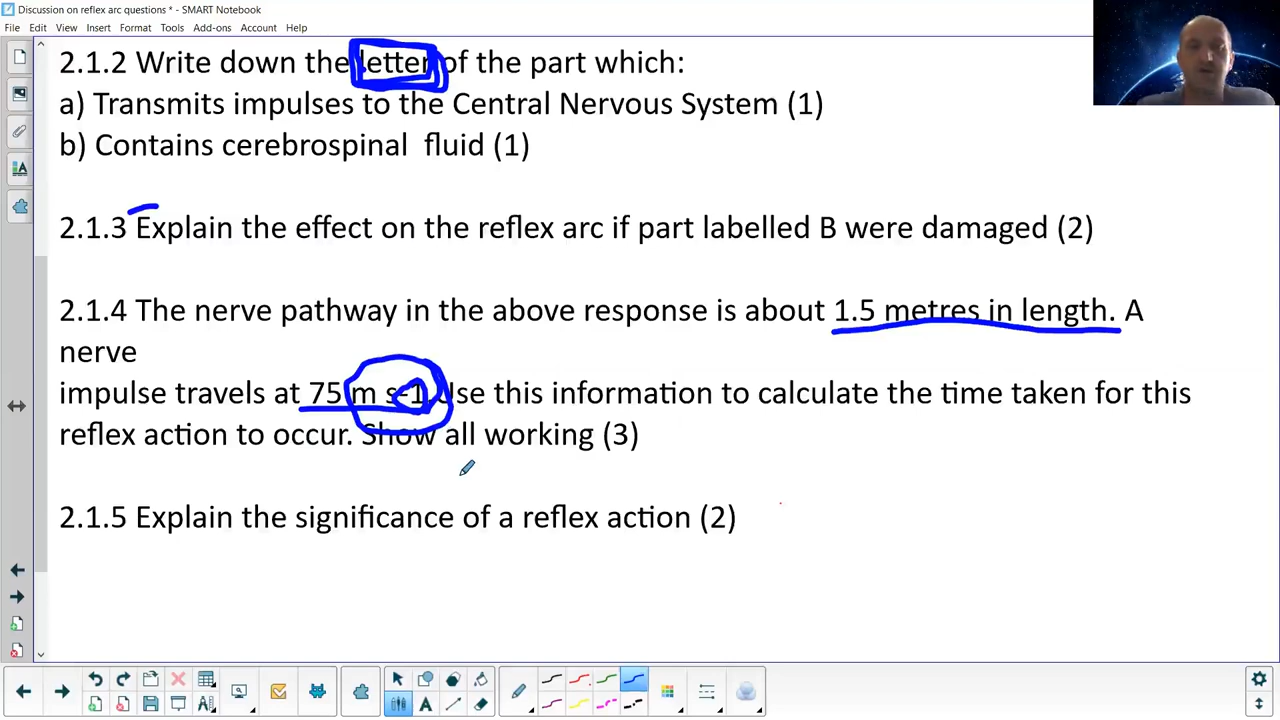 Discussion on reflex arc questions * - SMART Notebook
File Edit View Insert Format Tools Add-ons Account Help
2.1.2 Write down the letter of the part which:
a) Transmits impulses to the Central Nervous System (1)
b) Contains cerebrospinal fluid (1)
2.1.3 Explain the effect on the reflex arc if part labelled B were damaged (2)
2.1.4 The nerve pathway in the above response is about 1.5 metres in length. A
nerve
impulse travels at 75 m s-1. Use this information to calculate the time taken for this
reflex action to occur. Show all working (3)
2.1.5 Explain the significance of a reflex action (2)